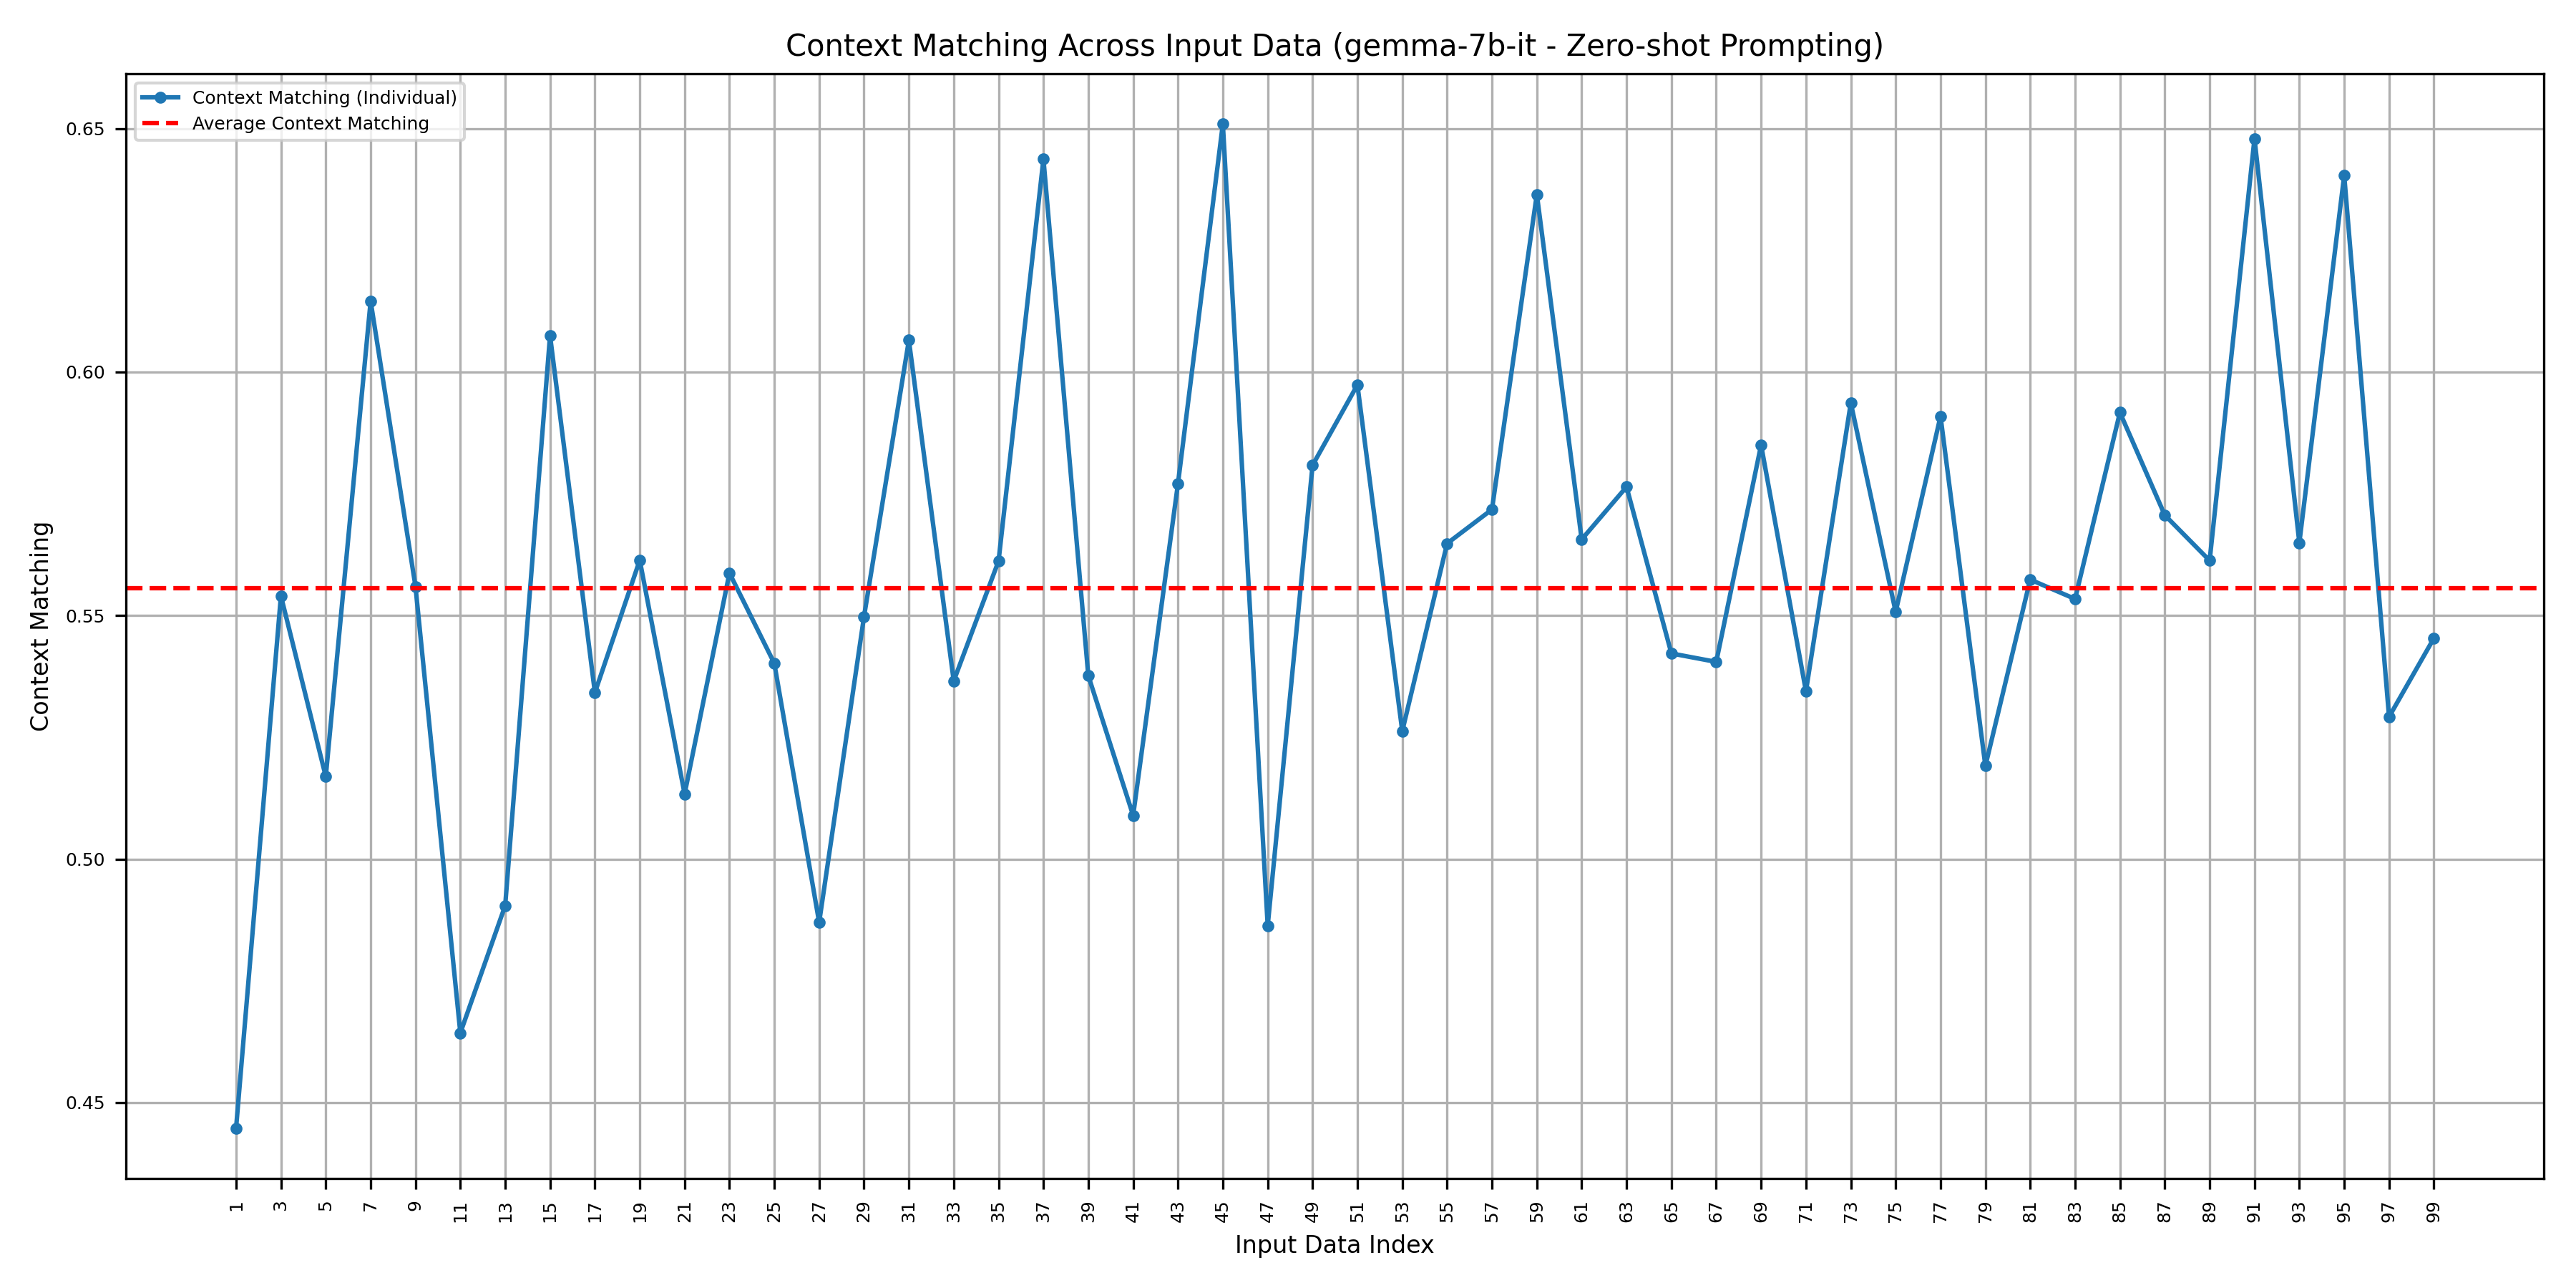 Context Matching Across Input Data (gemma-7b-it - Zero-shot Prompting)
Context Matching (Individual)
Average Context Matching
Context Matching
0.65
0.60
0.55
0.50
0.45
1 3 5 7 9 11 13 15 17 19 21 23 25 27 29 31 33 35 37 39 41 43 45 47 49 51 53 55 57 59 61 63 65 67 69 71 73 75 77 79 81 83 85 87 89 91 93 95 97 99
Input Data Index